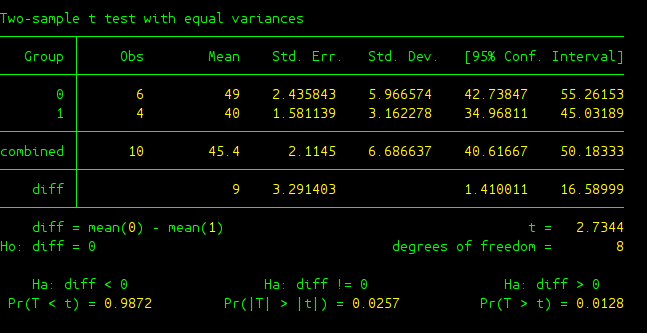 Two-sample t test with equal variances
Group Obs Mean Std. Err. Std. Dev. [95% Conf. Interval]
0 6 49 2.435843 5.966574 42.73847 55.26153
1 4 40 1.581139 3.162278 34.96811 45.03189
combined 10 45.4 2.1145 6.686637 40.61667 50.18333
diff 9 3.291403 1.410011 16.58999
diff = mean(0) - mean(1) t = 2.7344
Ho: diff = 0 degrees of freedom = 8
Ha: diff < 0 Ha: diff != 0 Ha: diff > 0
Pr(T < t) = 0.9872 Pr(|T| > |t|) = 0.0257 Pr(T > t) = 0.0128